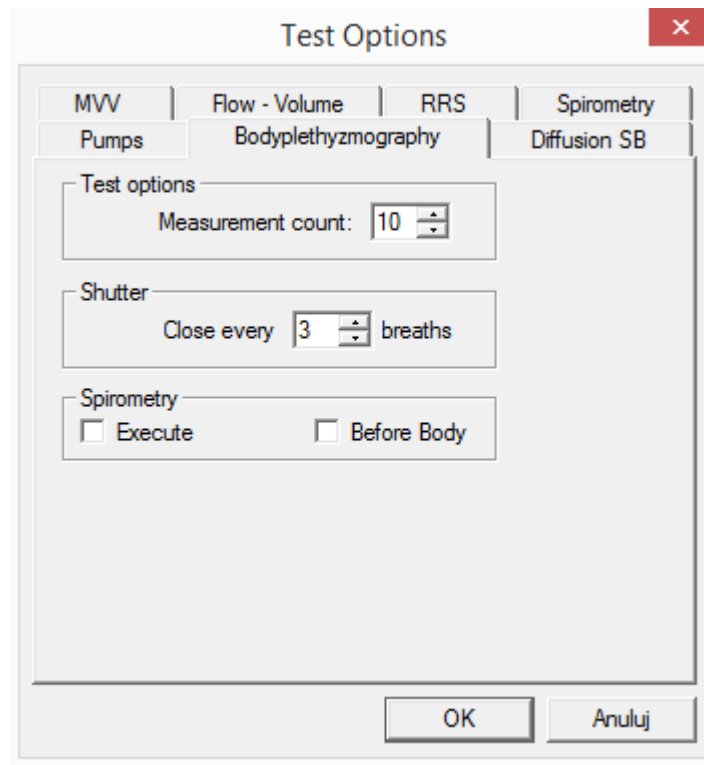 Test Options
MVV Flow - Volume RRS Spirometry
Pumps Bodyplethyzmography Diffusion SB
Test options
Measurement count: 10
Shutter
Close every 3 breaths
Spirometry
Execute Before Body
OK Anuluj